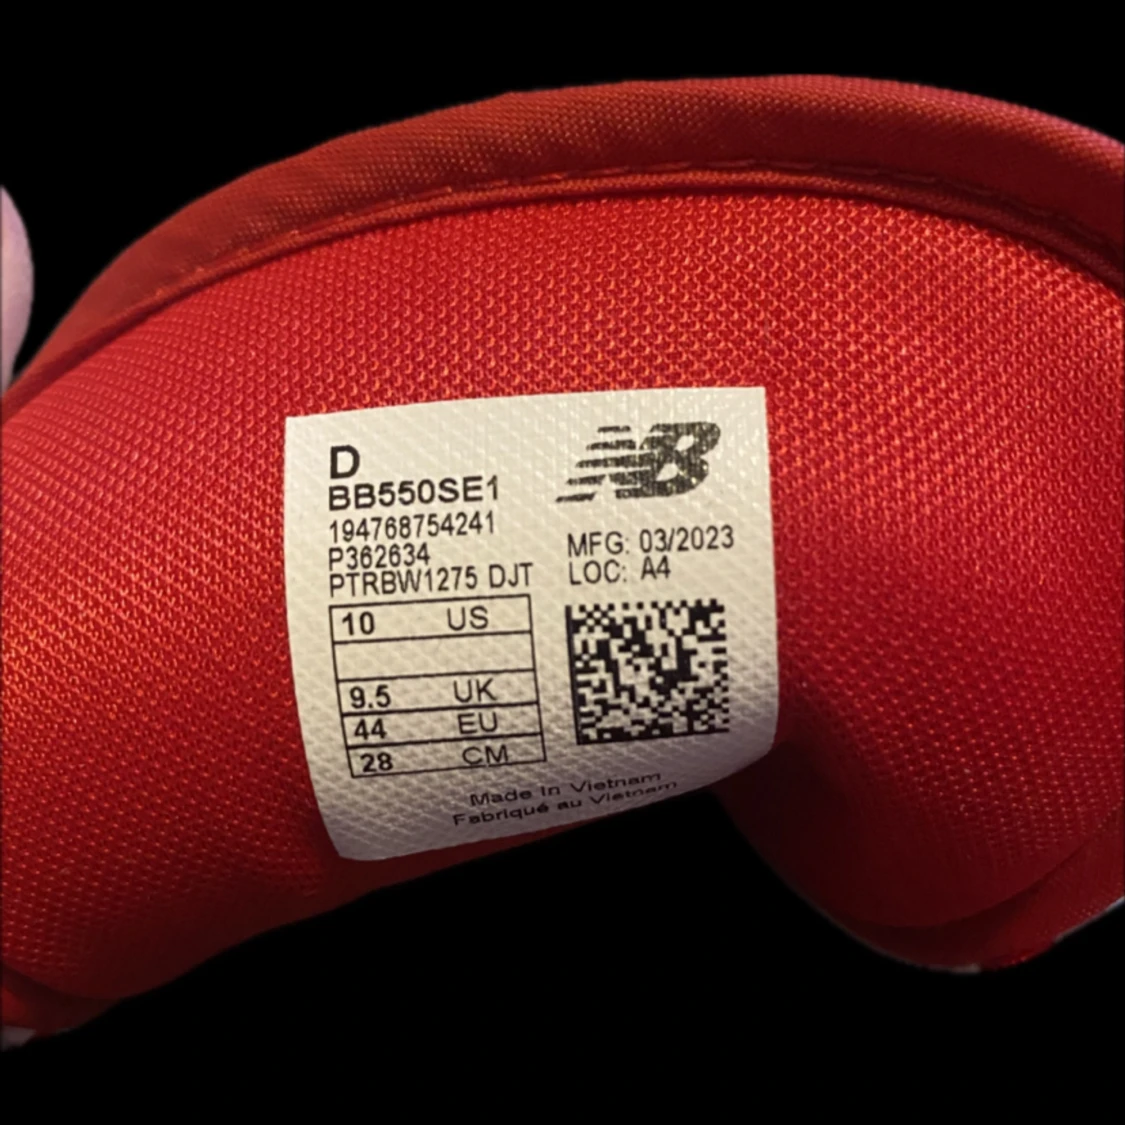 D
BB550SE1
194768754241
P362634
PTRBW1275 DJT
10 US
9.5 UK
44 EU
28 CM
NB
MFG: 03/2023
LOC: A4
Made In Vietnam
Fabriqué au Vietnam